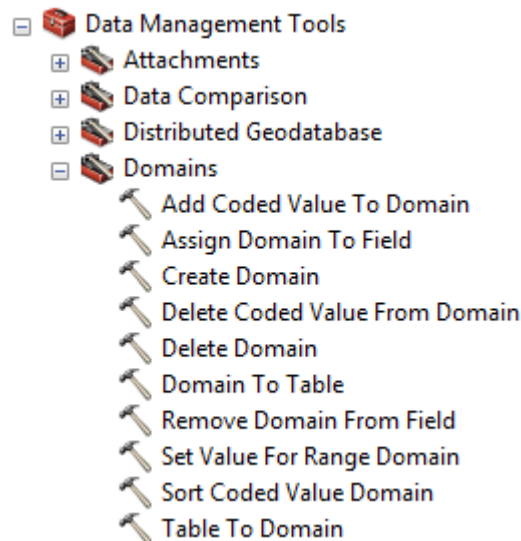 Data Management Tools
Attachments
Data Comparison
Distributed Geodatabase
Domains
Add Coded Value To Domain
Assign Domain To Field
Create Domain
Delete Coded Value From Domain
Delete Domain
Domain To Table
Remove Domain From Field
Set Value For Range Domain
Sort Coded Value Domain
Table To Domain